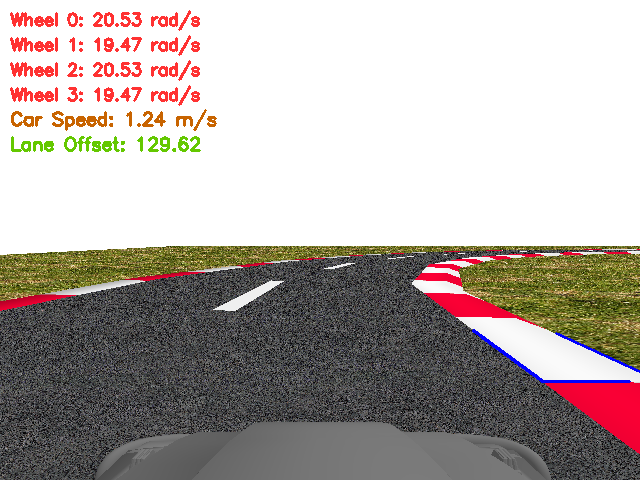 Wheel 0: 20.53 rad/s
Wheel 1: 19.47 rad/s
Wheel 2: 20.53 rad/s
Wheel 3: 19.47 rad/s
Car Speed: 1.24 m/s
Lane Offset: 129.62